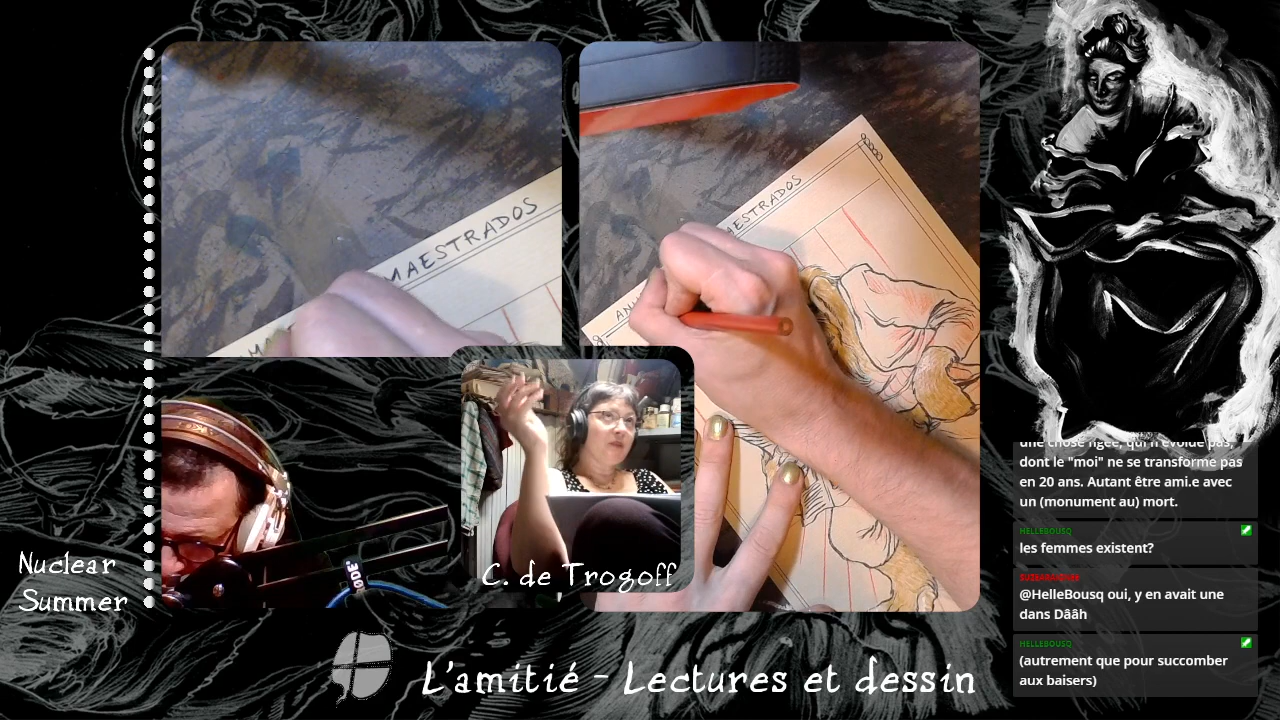 MAESTRADOS
MAESTRADOS
Nuclear
Summer
C. de Trogoff
L'amitié - Lectures et dessin
une chose figée, qui n'évolue pas,
dont le "moi" ne se transforme pas
en 20 ans. Autant être ami.e avec
un (monument au) mort.
HELLEBOUSQ
les femmes existent?
@HelleBousq oui, y en avait une
dans Dââh
HELLEBOUSQ
(autrement que pour succomber
aux baisers)